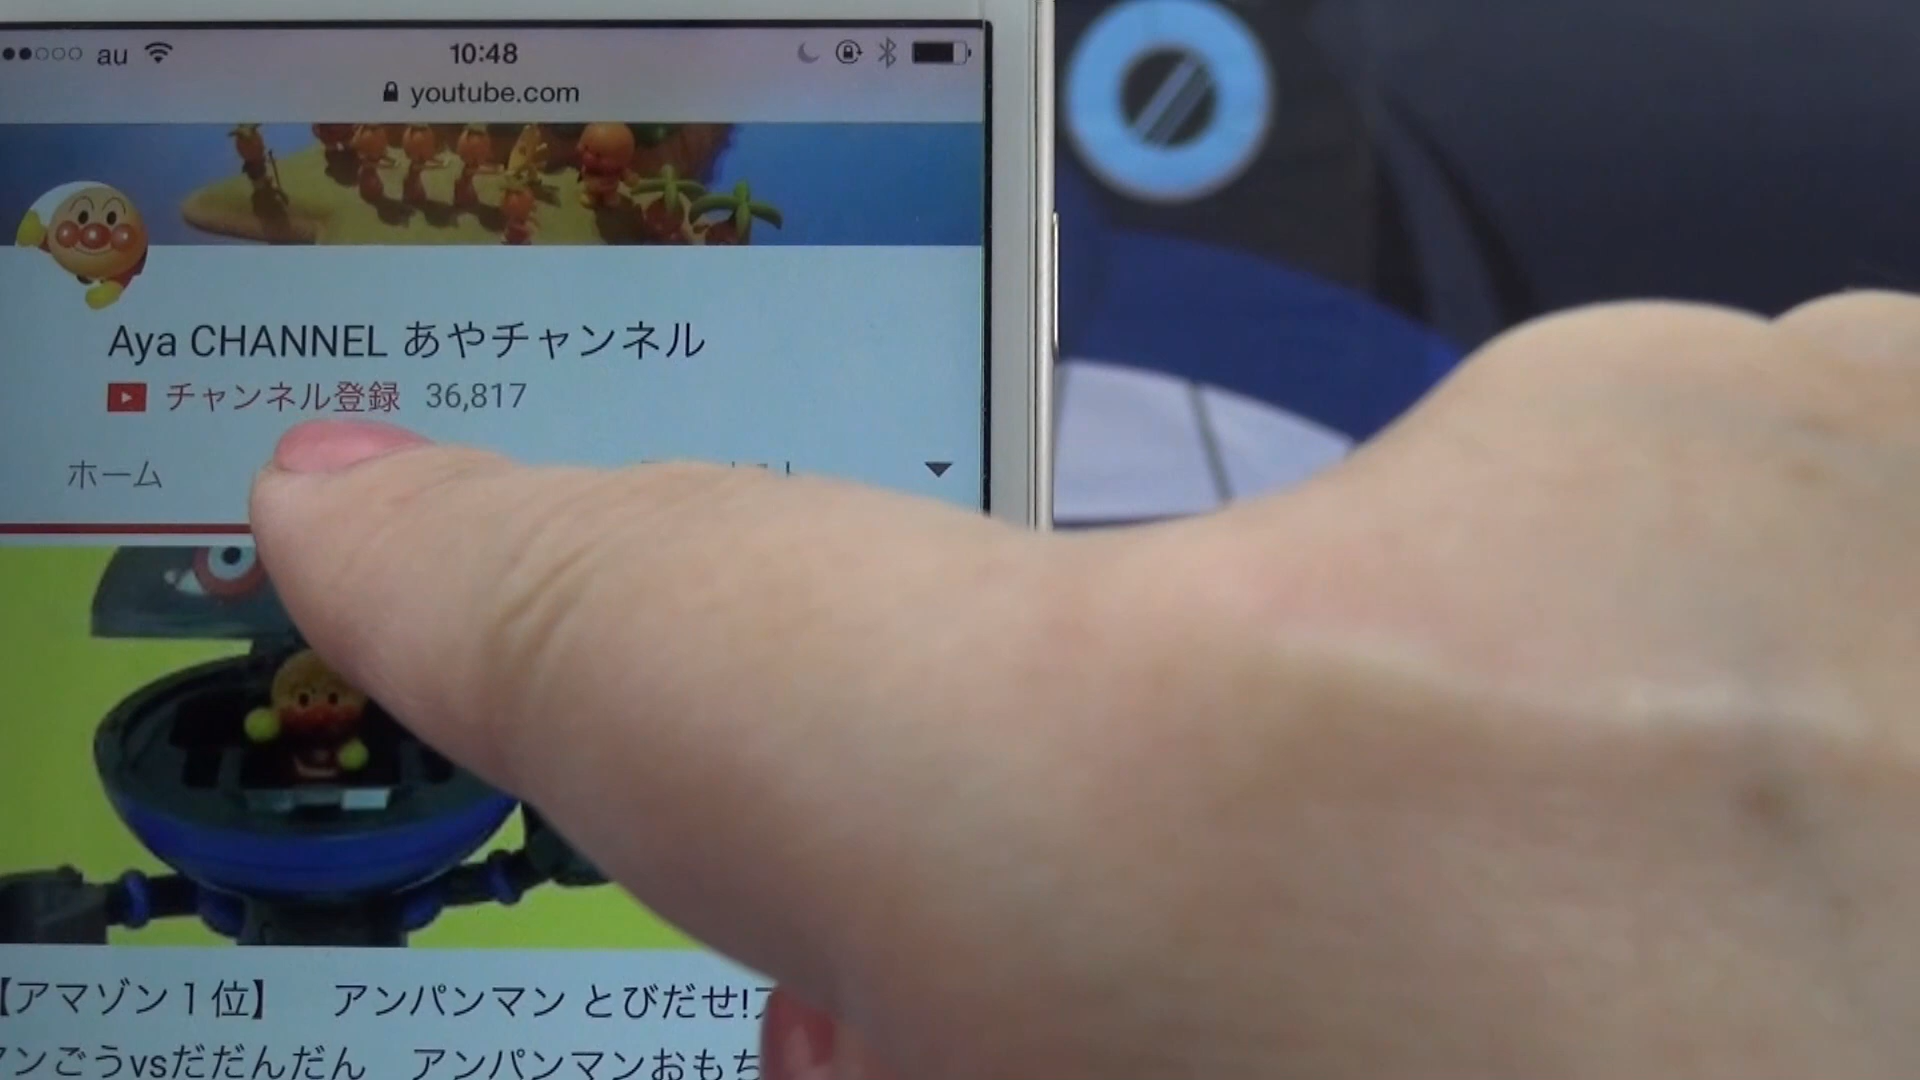 au 10:48
youtube.com
Aya CHANNEL あやチャンネル
チャンネル登録 36,817
ホーム
【アマゾン１位】 アンパンマン とびだせ!ア
ンごうvsだだんだん アンパンマンおもち